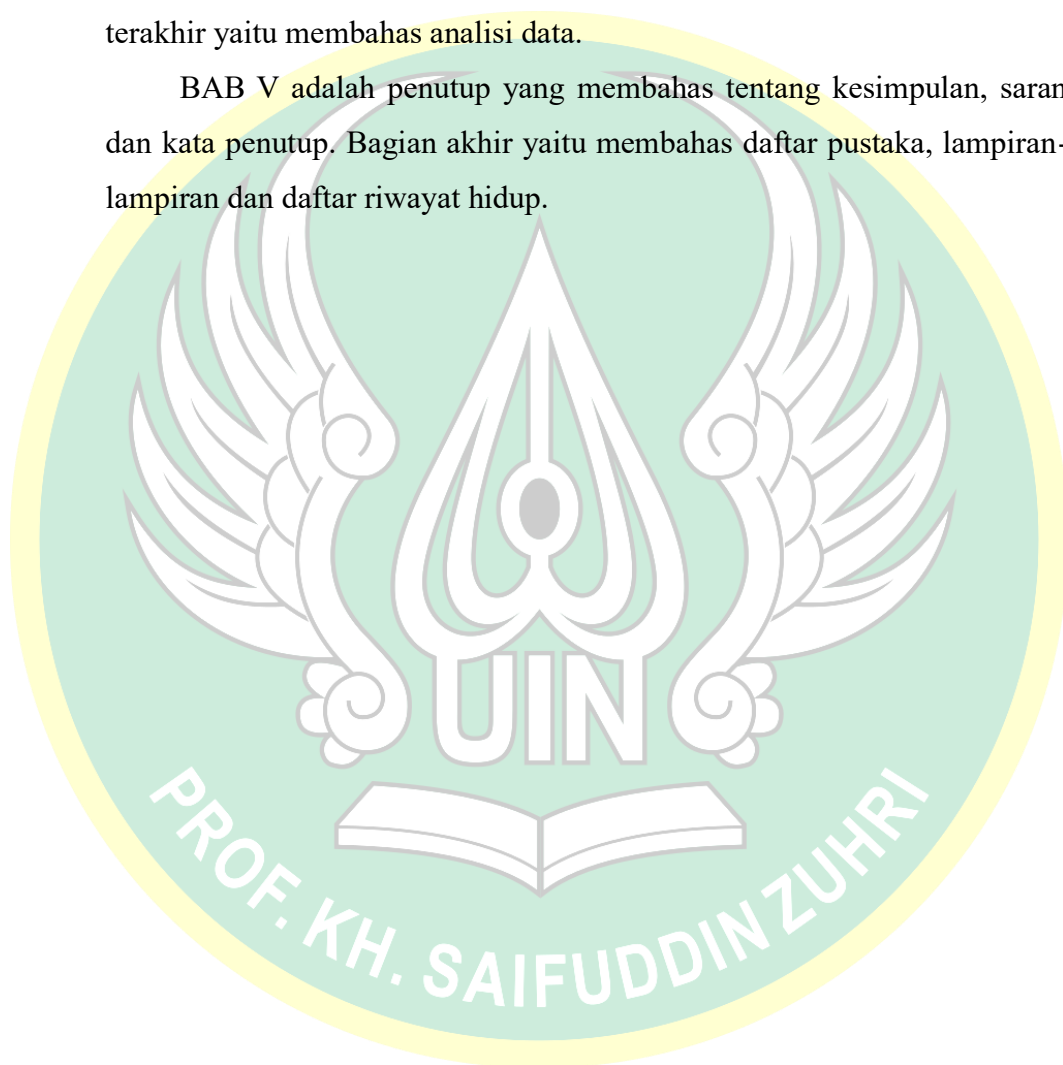 terakhir yaitu membahas analisi data.
BAB V adalah penutup yang membahas tentang kesimpulan, saran
dan kata penutup. Bagian akhir yaitu membahas daftar pustaka, lampiran-
lampiran dan daftar riwayat hidup.
UIN
PROF. KH. SAIFUDDIN ZUHRI